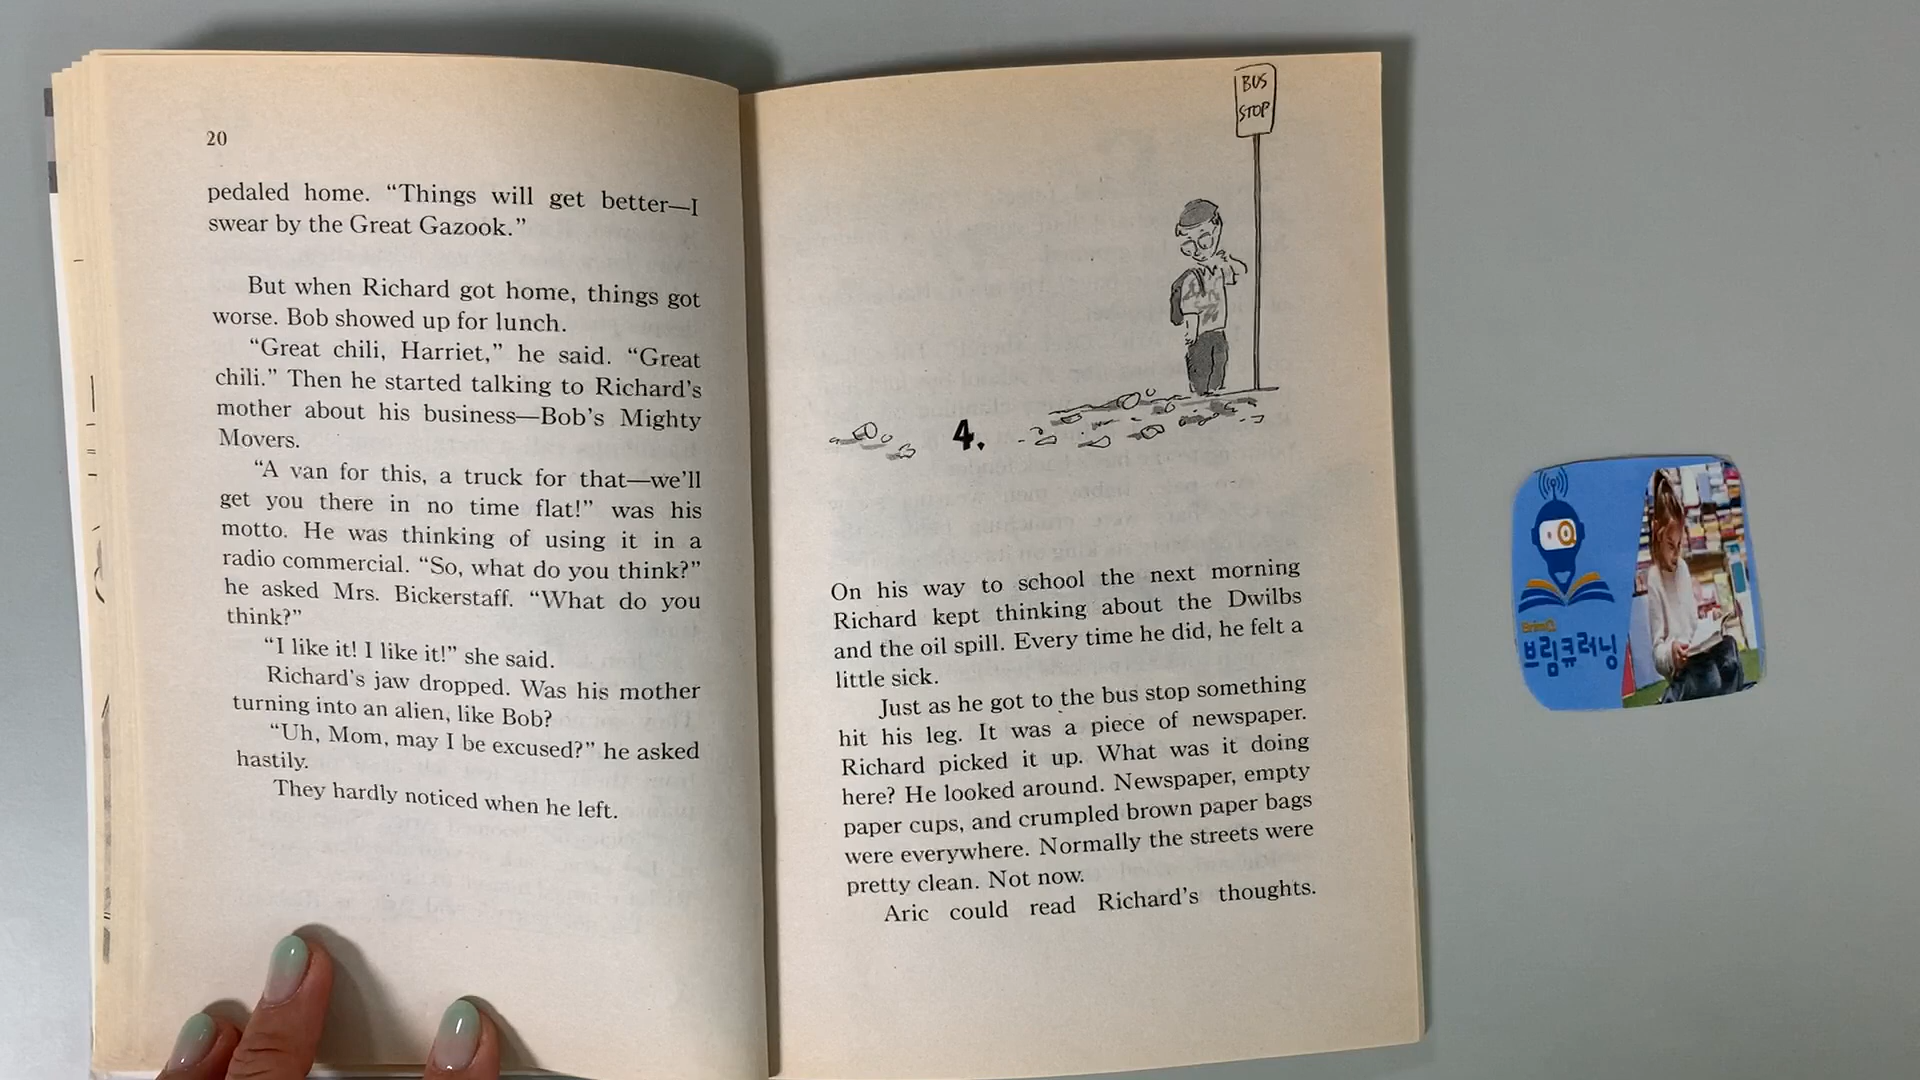 20
pedaled home. “Things will get better—I
swear by the Great Gazook.”
But when Richard got home, things got
worse. Bob showed up for lunch.
“Great chili, Harriet,” he said. “Great
chili.” Then he started talking to Richard’s
mother about his business—Bob’s Mighty
Movers.
“A van for this, a truck for that—we’ll
get you there in no time flat!” was his
motto. He was thinking of using it in a
radio commercial. “So, what do you think?”
he asked Mrs. Bickerstaff. “What do you
think?”
“I like it! I like it!” she said.
Richard’s jaw dropped. Was his mother
turning into an alien, like Bob?
“Uh, Mom, may I be excused?” he asked
hastily.
They hardly noticed when he left.
BUS
STOP
4.
On his way to school the next morning
Richard kept thinking about the Dwilbs
and the oil spill. Every time he did, he felt a
little sick.
Just as he got to the bus stop something
hit his leg. It was a piece of newspaper.
Richard picked it up. What was it doing
here? He looked around. Newspaper, empty
paper cups, and crumpled brown paper bags
were everywhere. Normally the streets were
pretty clean. Not now.
Aric could read Richard’s thoughts.
BrimQ
브림큐러닝